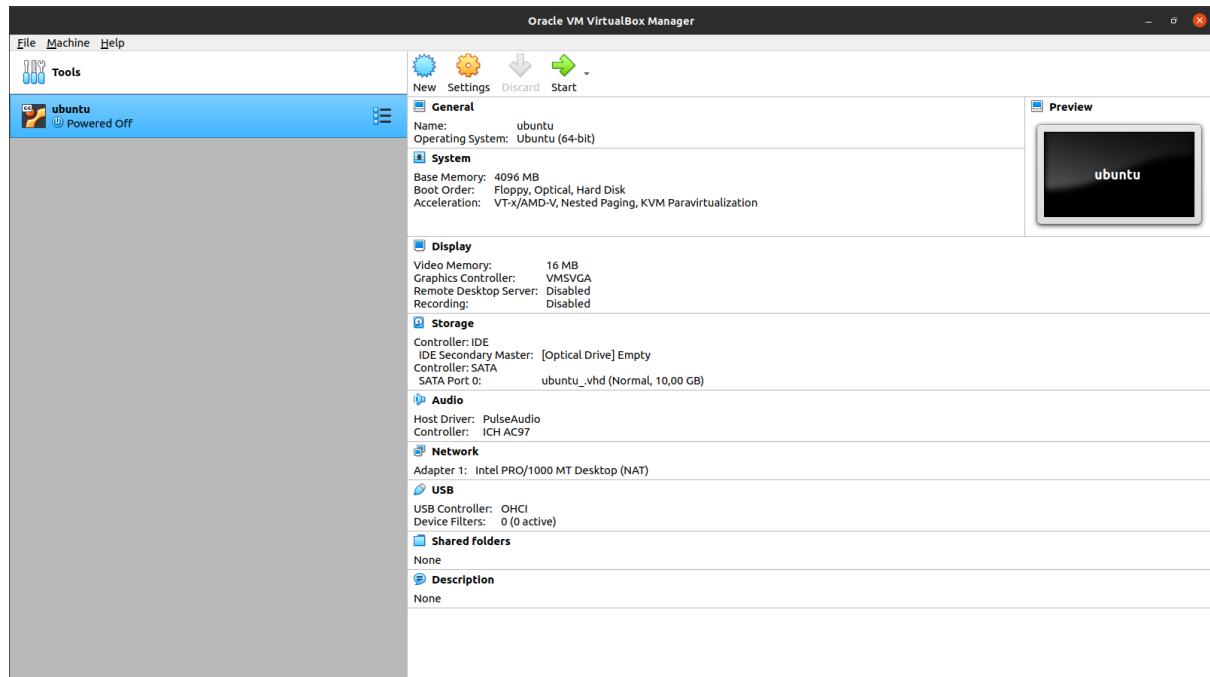 Oracle VM VirtualBox Manager
File Machine Help
Tools
New Settings Discard Start
64
ubuntu
Powered Off
General
Name: ubuntu
Operating System: Ubuntu (64-bit)
Preview
ubuntu
System
Base Memory: 4096 MB
Boot Order: Floppy, Optical, Hard Disk
Acceleration: VT-x/AMD-V, Nested Paging, KVM Paravirtualization
Display
Video Memory: 16 MB
Graphics Controller: VMSVGA
Remote Desktop Server: Disabled
Recording: Disabled
Storage
Controller: IDE
IDE Secondary Master: [Optical Drive] Empty
Controller: SATA
SATA Port 0: ubuntu_.vhd (Normal, 10,00 GB)
Audio
Host Driver: PulseAudio
Controller: ICH AC97
Network
Adapter 1: Intel PRO/1000 MT Desktop (NAT)
USB
USB Controller: OHCI
Device Filters: 0 (0 active)
Shared folders
None
Description
None